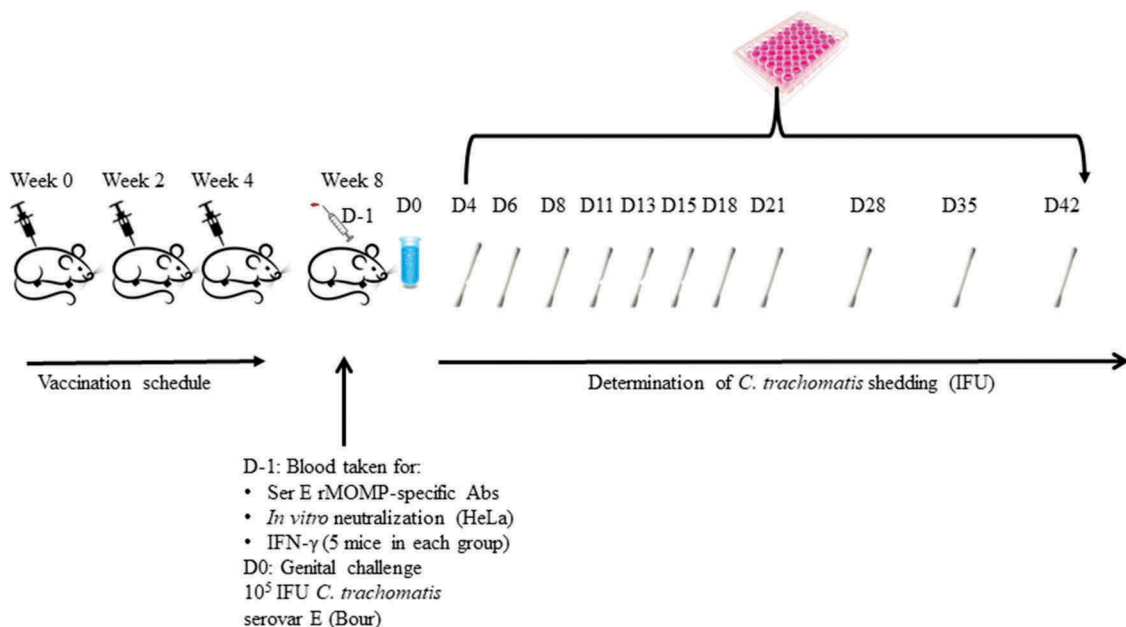 Week 0
Week 2
Week 4
Week 8
D-1
D0
D4
D6
D8
D11
D13
D15
D18
D21
D28
D35
D42
Vaccination schedule
Determination of C. trachomatis shedding (IFU)
D-1: Blood taken for:
• Ser E rMOMP-specific Abs
• In vitro neutralization (HeLa)
• IFN-γ (5 mice in each group)
D0: Genital challenge
10⁵ IFU C. trachomatis
serovar E (Bour)